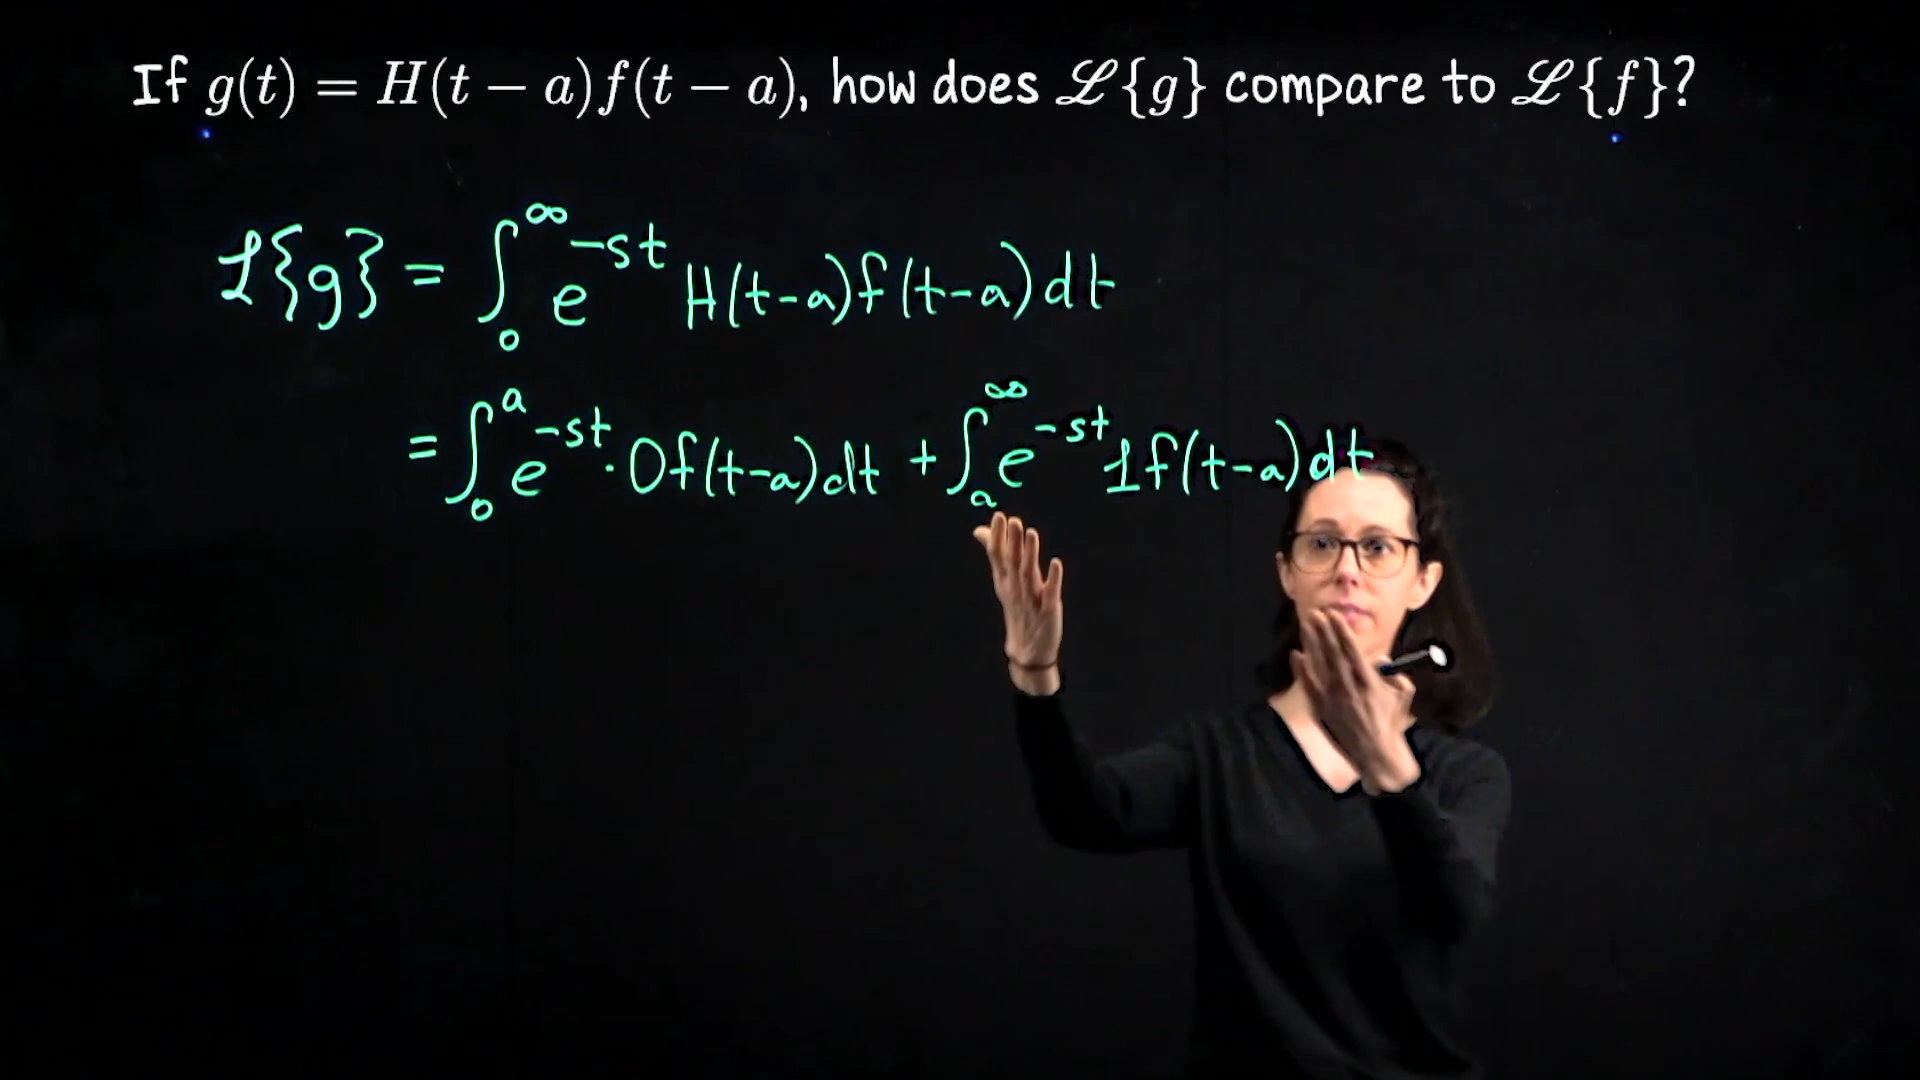 If g(t) = H(t − a)f(t − a), how does ℒ{g} compare to ℒ{f}?
ℒ{g} = ∫₀^∞ e^{-st} H(t-a)f(t-a)dt
= ∫₀^a e^{-st} · 0f(t-a)dt + ∫ₐ^∞ e^{-st} 1f(t-a)dt